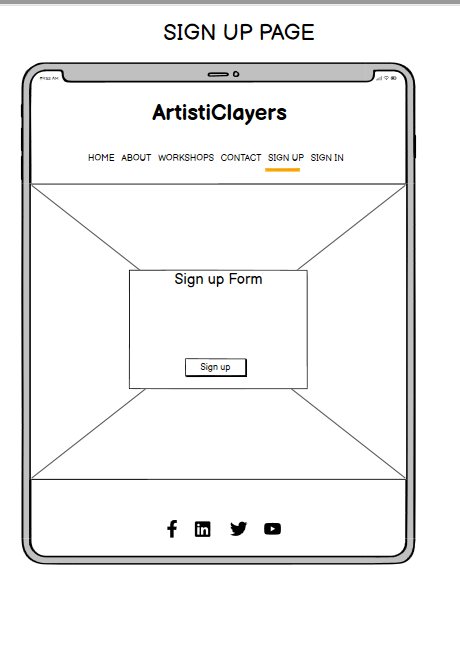 SIGN UP PAGE
ArtistiClayers
HOME ABOUT WORKSHOPS CONTACT SIGN UP SIGN IN
Sign up Form
Sign up